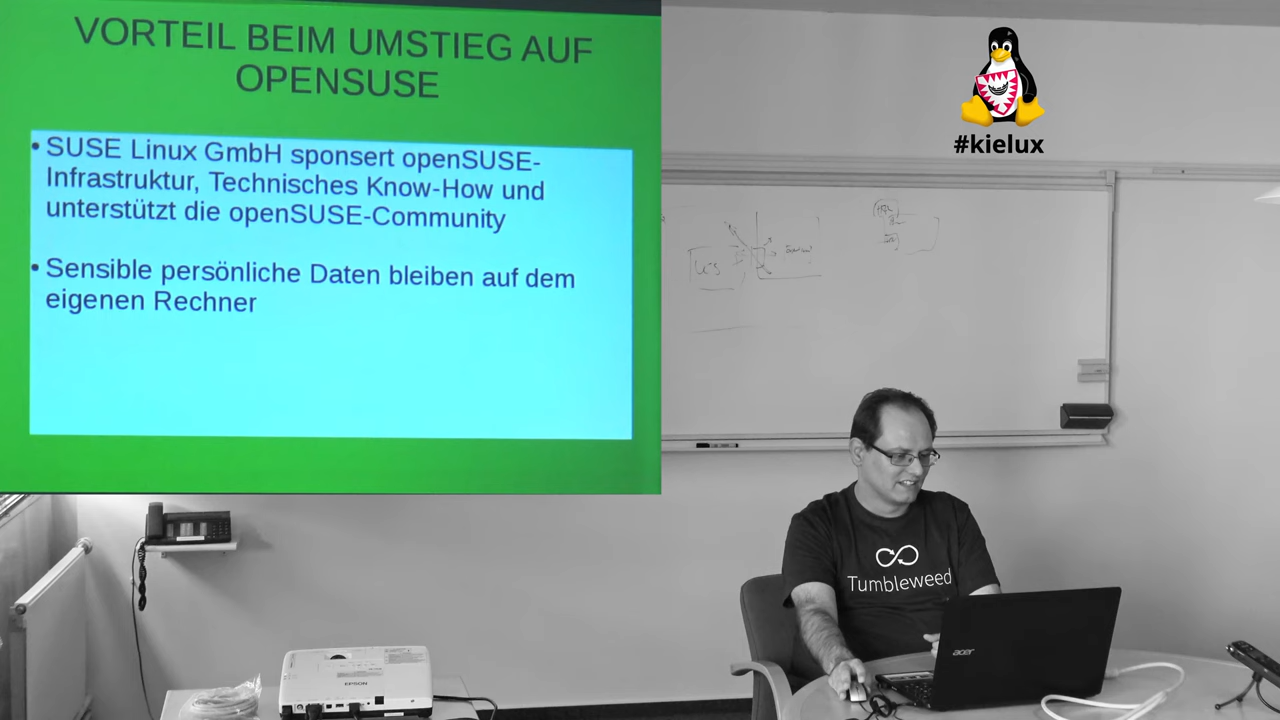 VORTEIL BEIM UMSTIEG AUF
OPENSUSE
• SUSE Linux GmbH sponsert openSUSE-
Infrastruktur, Technisches Know-How und
unterstützt die openSUSE-Community
• Sensible persönliche Daten bleiben auf dem
eigenen Rechner
#kielux
Tumbleweed
acer
EPSON